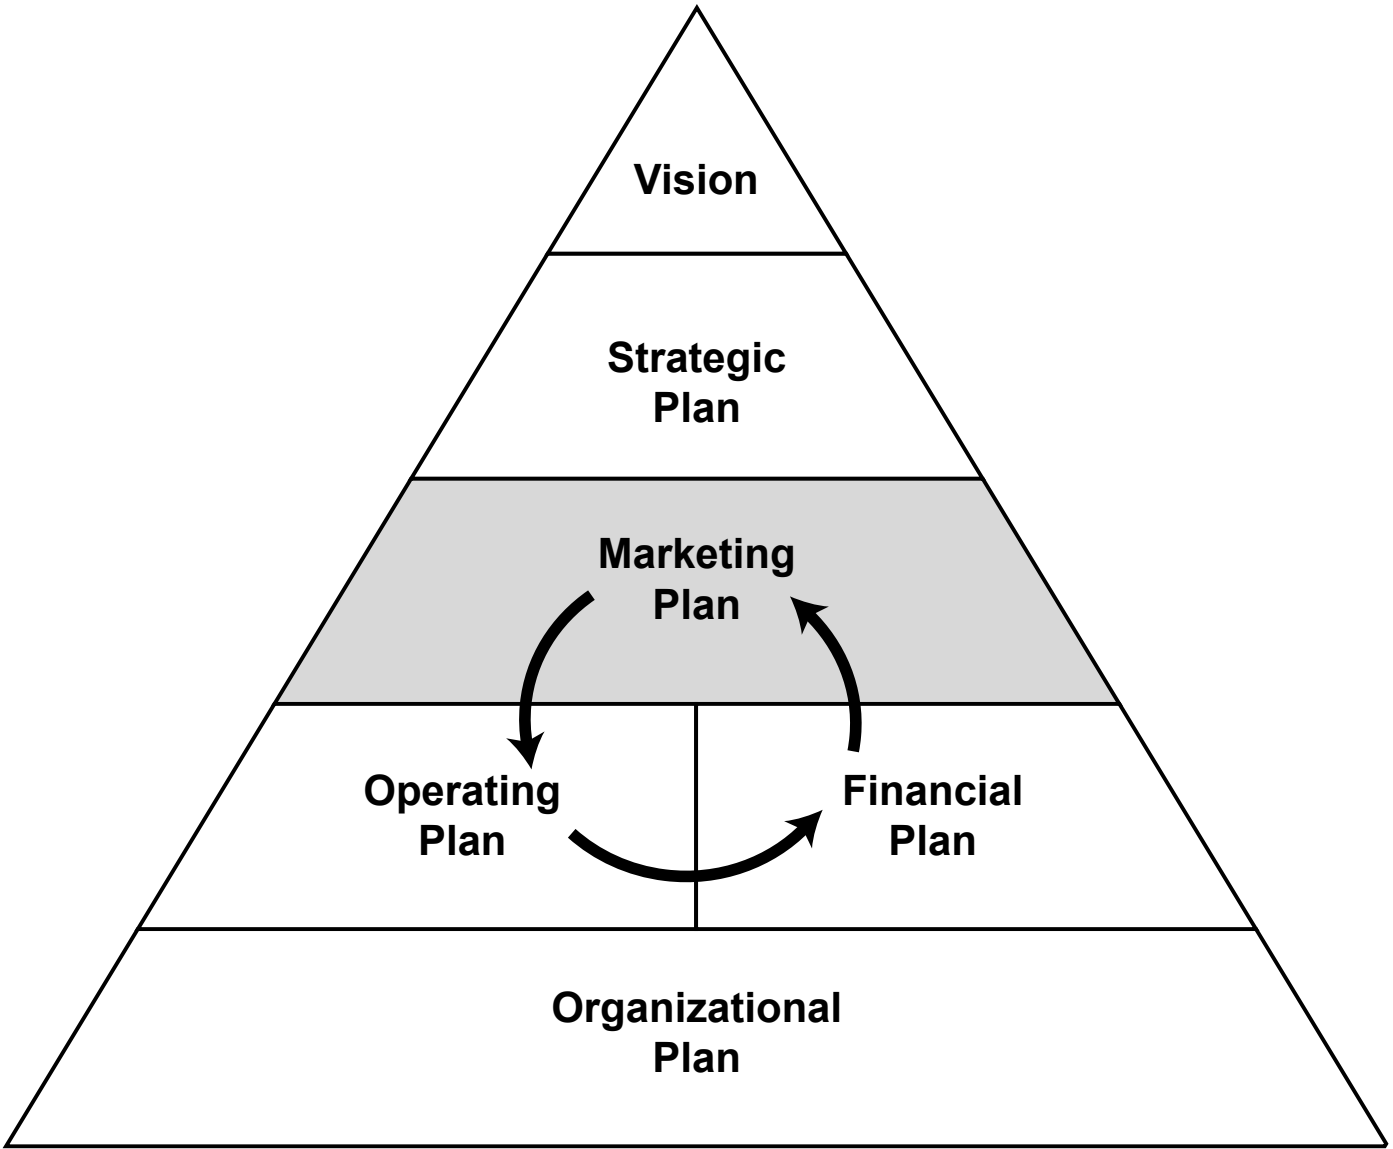 Vision
Strategic
Plan
Marketing
Plan
Operating
Plan
Financial
Plan
Organizational
Plan